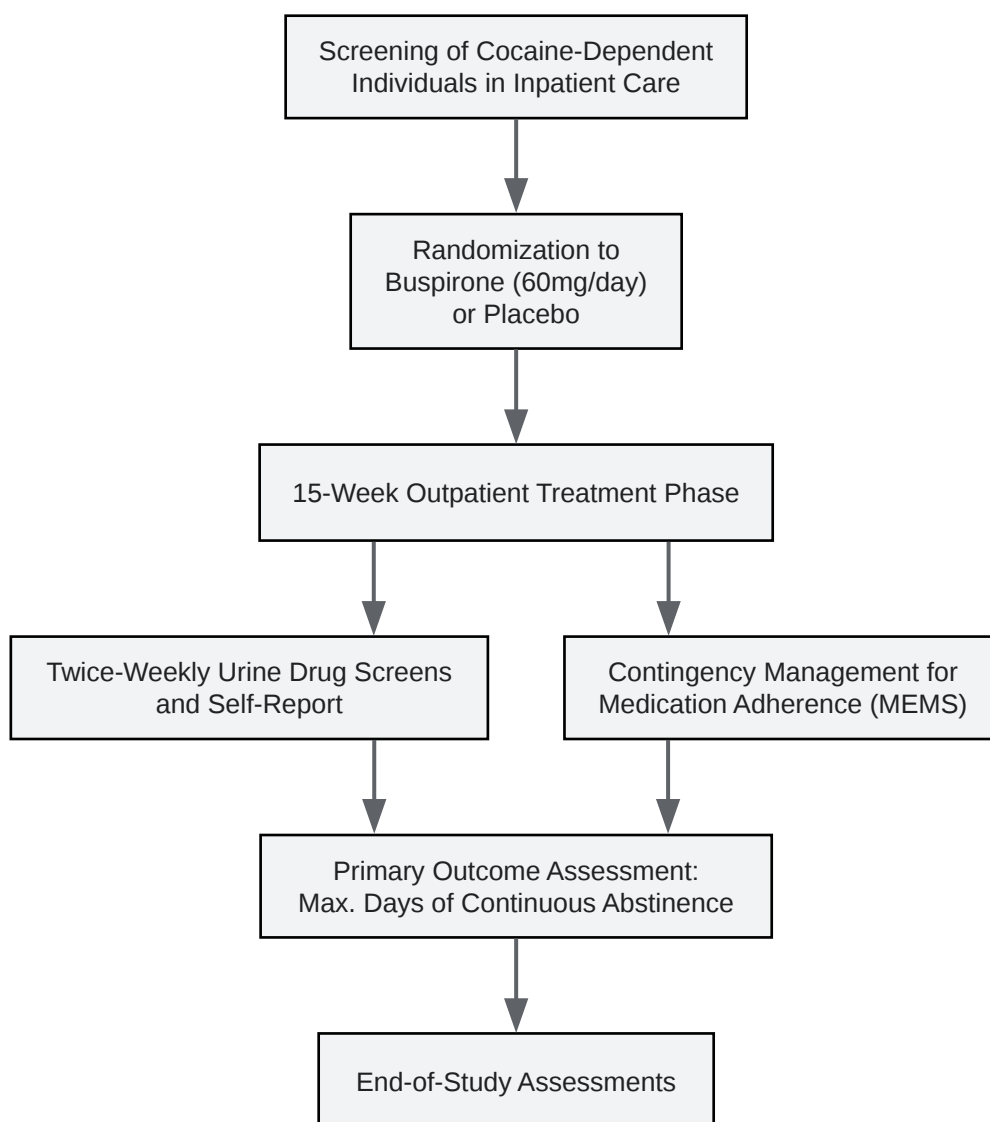 Screening of Cocaine-Dependent
Individuals in Inpatient Care
Randomization to
Buspirone (60mg/day)
or Placebo
15-Week Outpatient Treatment Phase
Twice-Weekly Urine Drug Screens
and Self-Report
Contingency Management for
Medication Adherence (MEMS)
Primary Outcome Assessment:
Max. Days of Continuous Abstinence
End-of-Study Assessments